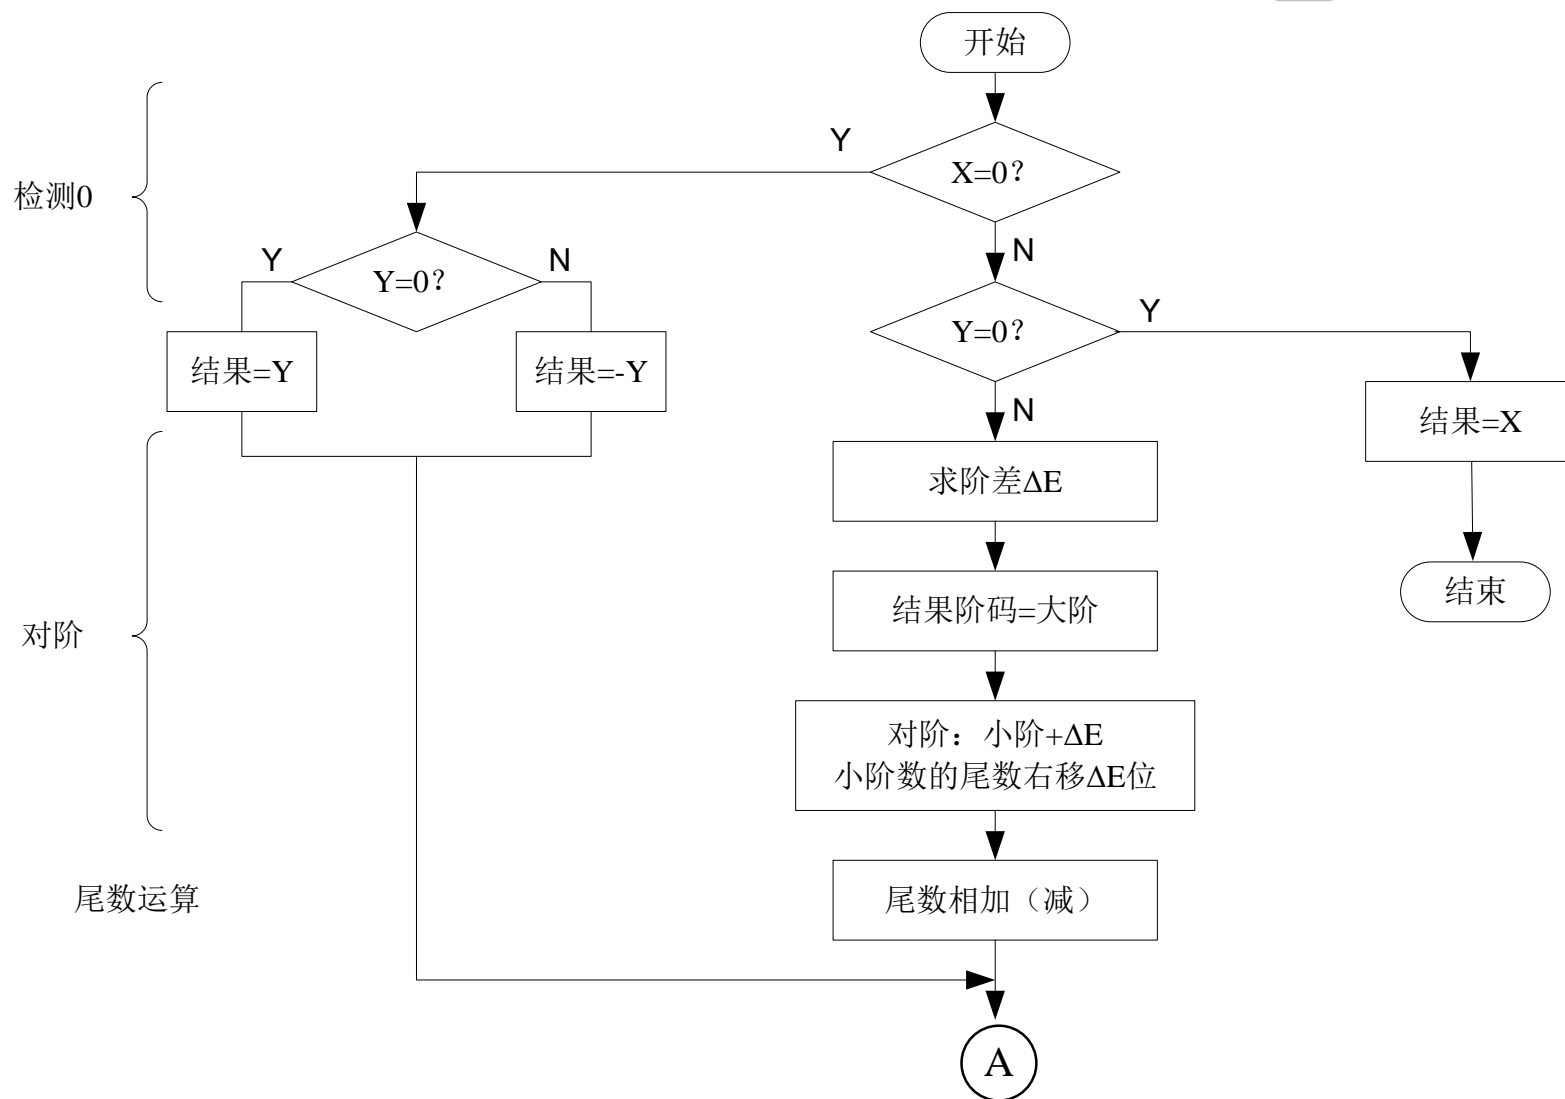 开始
Y
X=0？
检测0
N
Y
Y=0？
N
Y=0？
Y
结果=Y
结果=-Y
N
结果=X
求阶差ΔE
结果阶码=大阶
结束
对阶
对阶：小阶+ΔE
小阶数的尾数右移ΔE位
尾数运算
尾数相加（减）
A